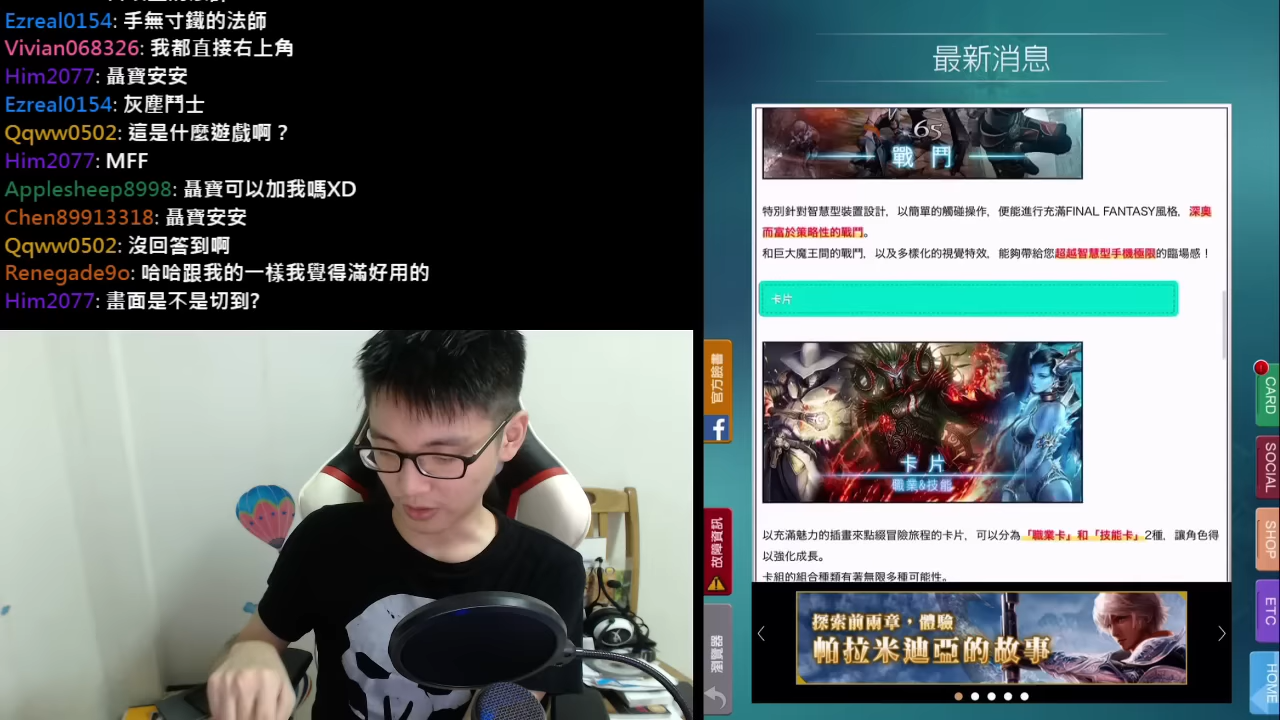 Ezreal0154: 手無寸鐵的法師
Vivian068326: 我都直接右上角
Him2077: 聶寶安安
Ezreal0154: 灰塵鬥士
Qqww0502: 這是什麼遊戲啊？
Him2077: MFF
Applesheep8998: 聶寶可以加我嗎XD
Chen89913318: 聶寶安安
Qqww0502: 沒回答到啊
Renegade9o: 哈哈跟我的一樣我覺得滿好用的
Him2077: 畫面是不是切到?
最新消息
65
戰鬥
特別針對智慧型裝置設計，以簡單的觸碰操作，便能進行充滿FINAL FANTASY風格，深奧
而富於策略性的戰鬥。
和巨大魔王間的戰鬥，以及多樣化的視覺特效，能夠帶給您超越智慧型手機極限的臨場感！
卡片
卡片
職業&技能
以充滿魅力的插畫來點綴冒險旅程的卡片，可以分為「職業卡」和「技能卡」2種，讓角色得
以強化成長。
卡組的組合種類有著無限多種可能性。
探索前兩章，體驗
帕拉米迪亞的故事
官方臉書
f
故障資訊
瀏覽器
CARD
SOCIAL
SHOP
ETC
HOME